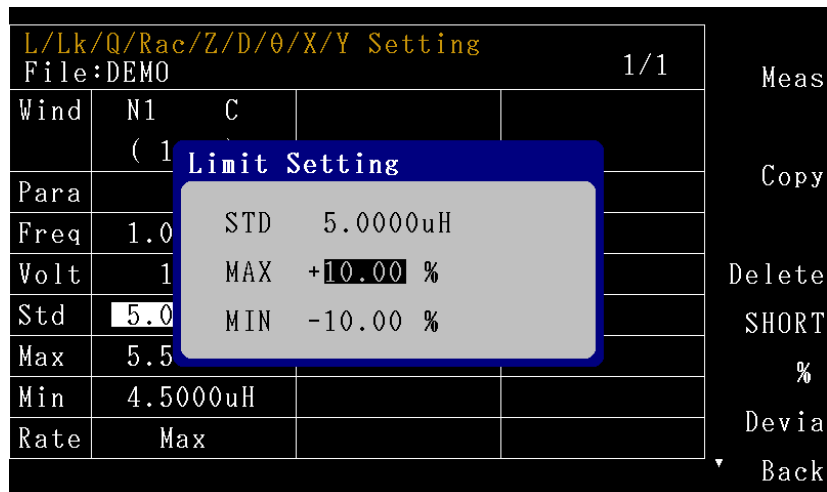 L/Lk/Q/Rac/Z/D/θ/X/Y Setting
File:DEMO 1/1
Meas
Wind N1 C
( 1
Copy
Limit Setting
Para
STD 5.0000uH
Freq 1.0
MAX +10.00 %
Volt 1
Delete
MIN -10.00 %
Std 5.0
SHORT
Max 5.5
%
Min 4.5000uH
Devia
Rate Max
Back